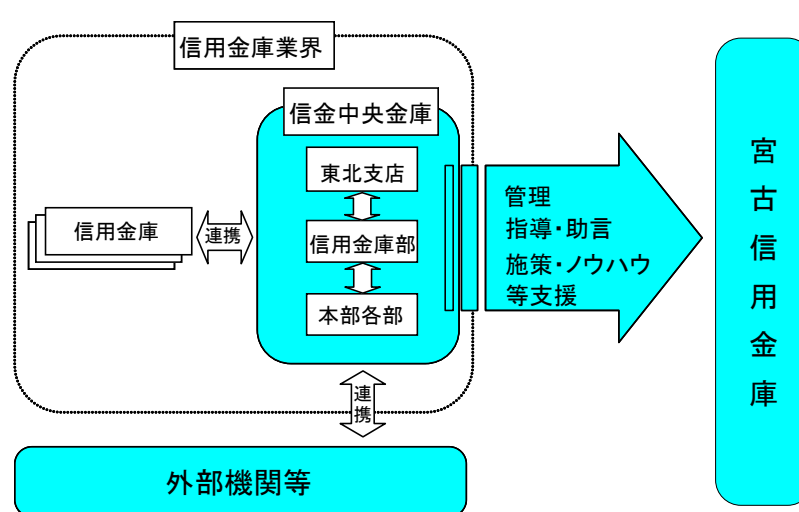 信用金庫業界
信金中央金庫
東北支店
信用金庫部
本部各部
信用金庫
連携
管理
指導・助言
施策・ノウハウ
等支援
宮古信用金庫
連携
外部機関等